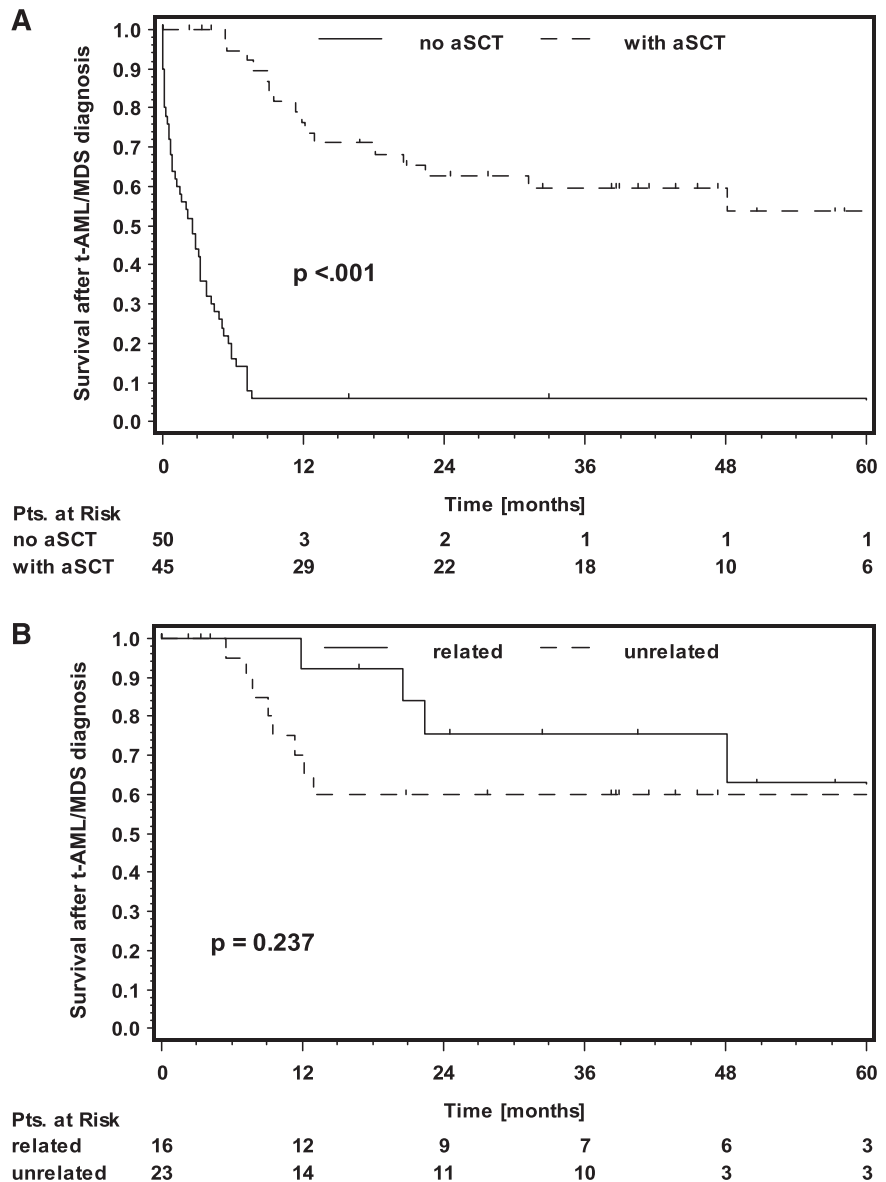 A
Survival after t-AML/MDS diagnosis
no aSCT with aSCT
1.0
0.9
0.8
0.7
0.6
0.5
0.4
0.3
0.2
0.1
0.0
p <.001
0 12 24 36 48 60
Time [months]
Pts. at Risk
no aSCT 50 3 2 1 1 1
with aSCT 45 29 22 18 10 6
B
Survival after t-AML/MDS diagnosis
related unrelated
1.0
0.9
0.8
0.7
0.6
0.5
0.4
0.3
0.2
0.1
0.0
p = 0.237
0 12 24 36 48 60
Time [months]
Pts. at Risk
related 16 12 9 7 6 3
unrelated 23 14 11 10 3 3